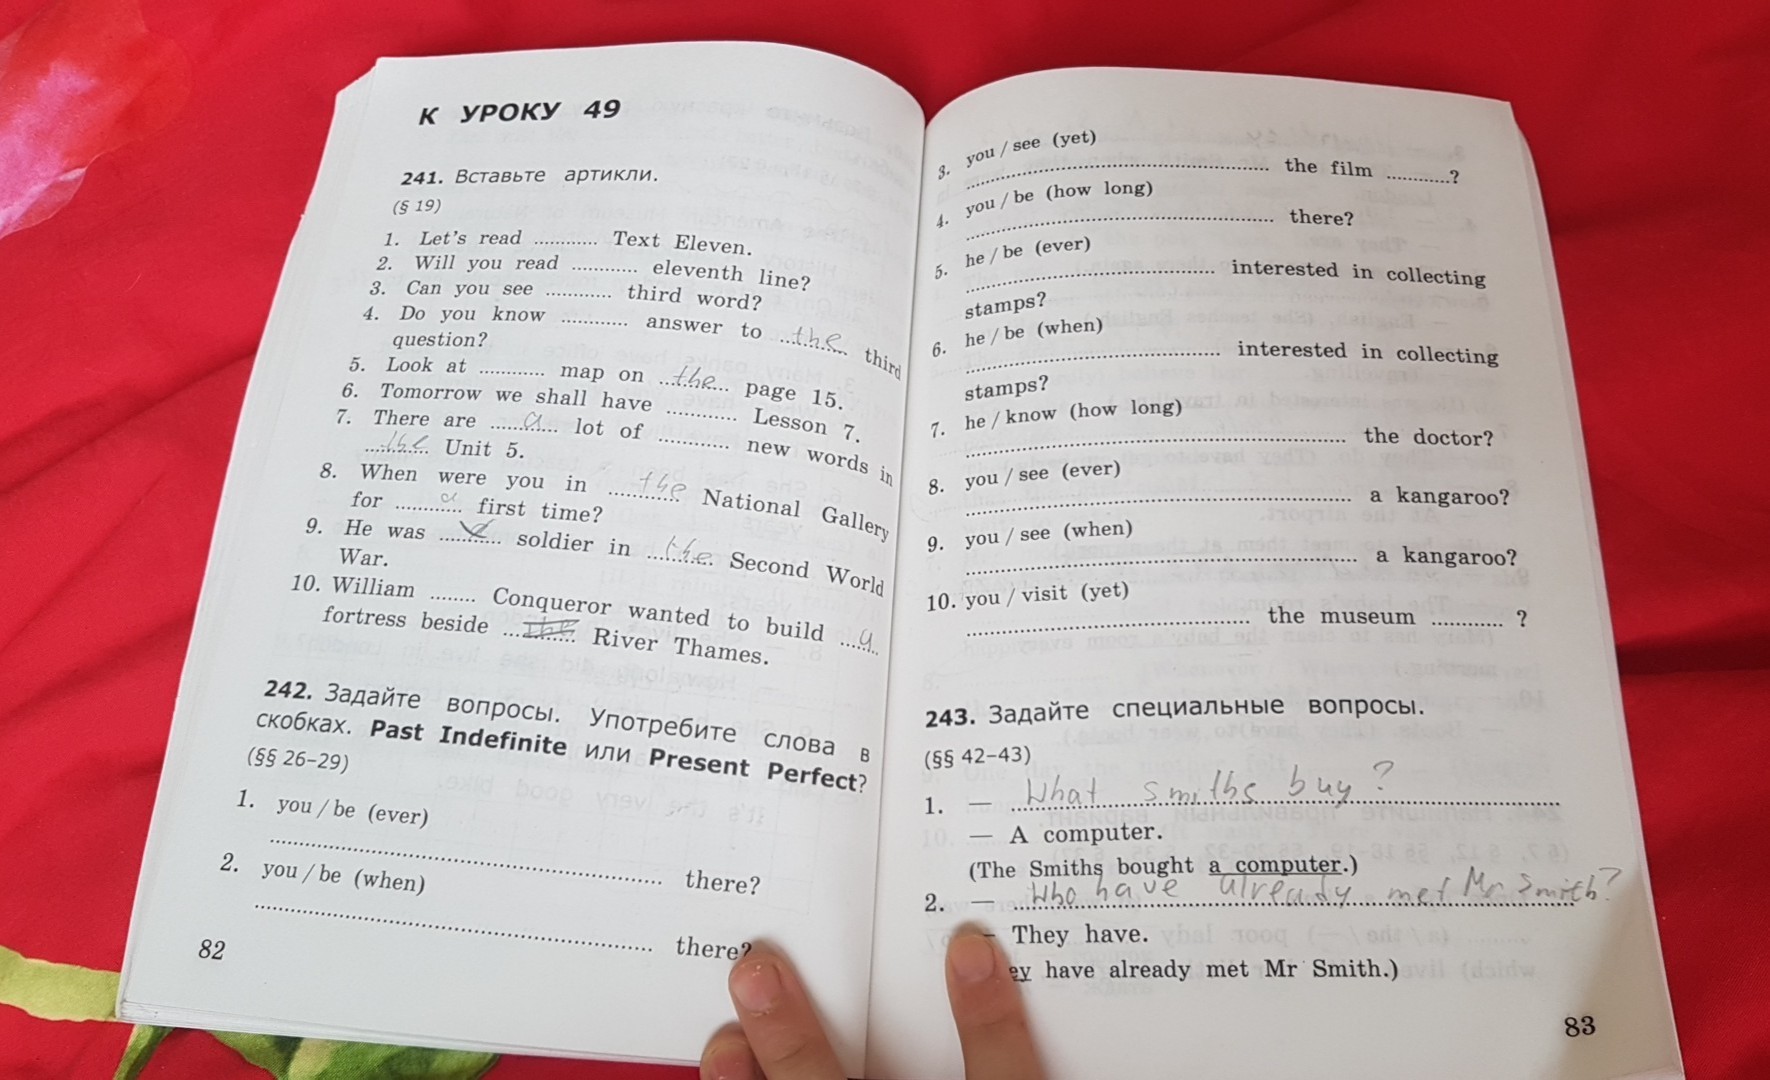 К УРОКУ 49
241. Вставьте артикли.
(§ 19)
1. Let's read ............ Text Eleven.
2. Will you read ............ eleventh line?
3. Can you see ............ third word?
4. Do you know ............ answer to the third
question?
5. Look at ............ map on the page 15.
6. Tomorrow we shall have ............ Lesson 7.
7. There are a lot of ............ new words in
the Unit 5.
8. When were you in the National Gallery
for a first time?
9. He was a soldier in the Second World
War.
10. William ........ Conqueror wanted to build a
fortress beside the River Thames.
242. Задайте вопросы. Употребите слова в
скобках. Past Indefinite или Present Perfect?
(§§ 26–29)
1. you / be (ever)
............ there?
2. you / be (when)
............ there?
82
3. you / see (yet)
............ the film ............?
4. you / be (how long)
............ there?
5. he / be (ever)
............ interested in collecting
stamps?
6. he / be (when)
............ interested in collecting
stamps?
7. he / know (how long)
............ the doctor?
8. you / see (ever)
............ a kangaroo?
9. you / see (when)
............ a kangaroo?
10. you / visit (yet)
............ the museum ............ ?
243. Задайте специальные вопросы.
(§§ 42–43)
1. — What smiths buy?
— A computer.
(The Smiths bought a computer.)
2. — Who have already met Mr Smith?
— They have.
ey have already met Mr Smith.)
83